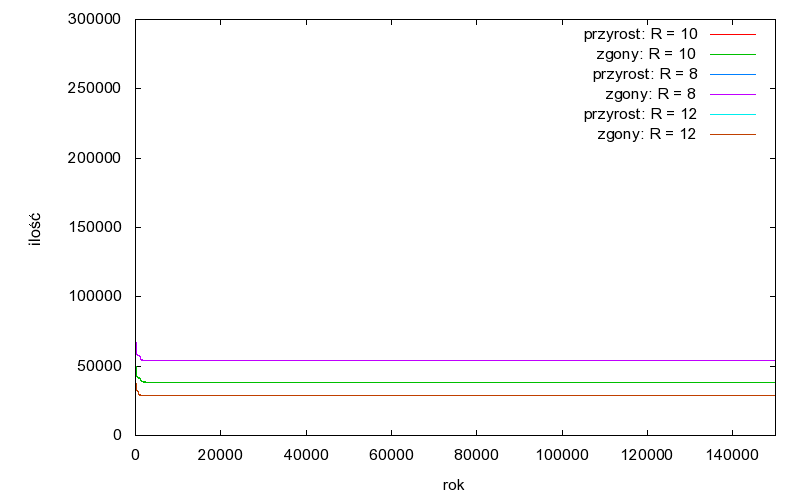 300000
250000
200000
150000
100000
50000
0
ilość
przyrost: R = 10
zgony: R = 10
przyrost: R = 8
zgony: R = 8
przyrost: R = 12
zgony: R = 12
0 20000 40000 60000 80000 100000 120000 140000
rok